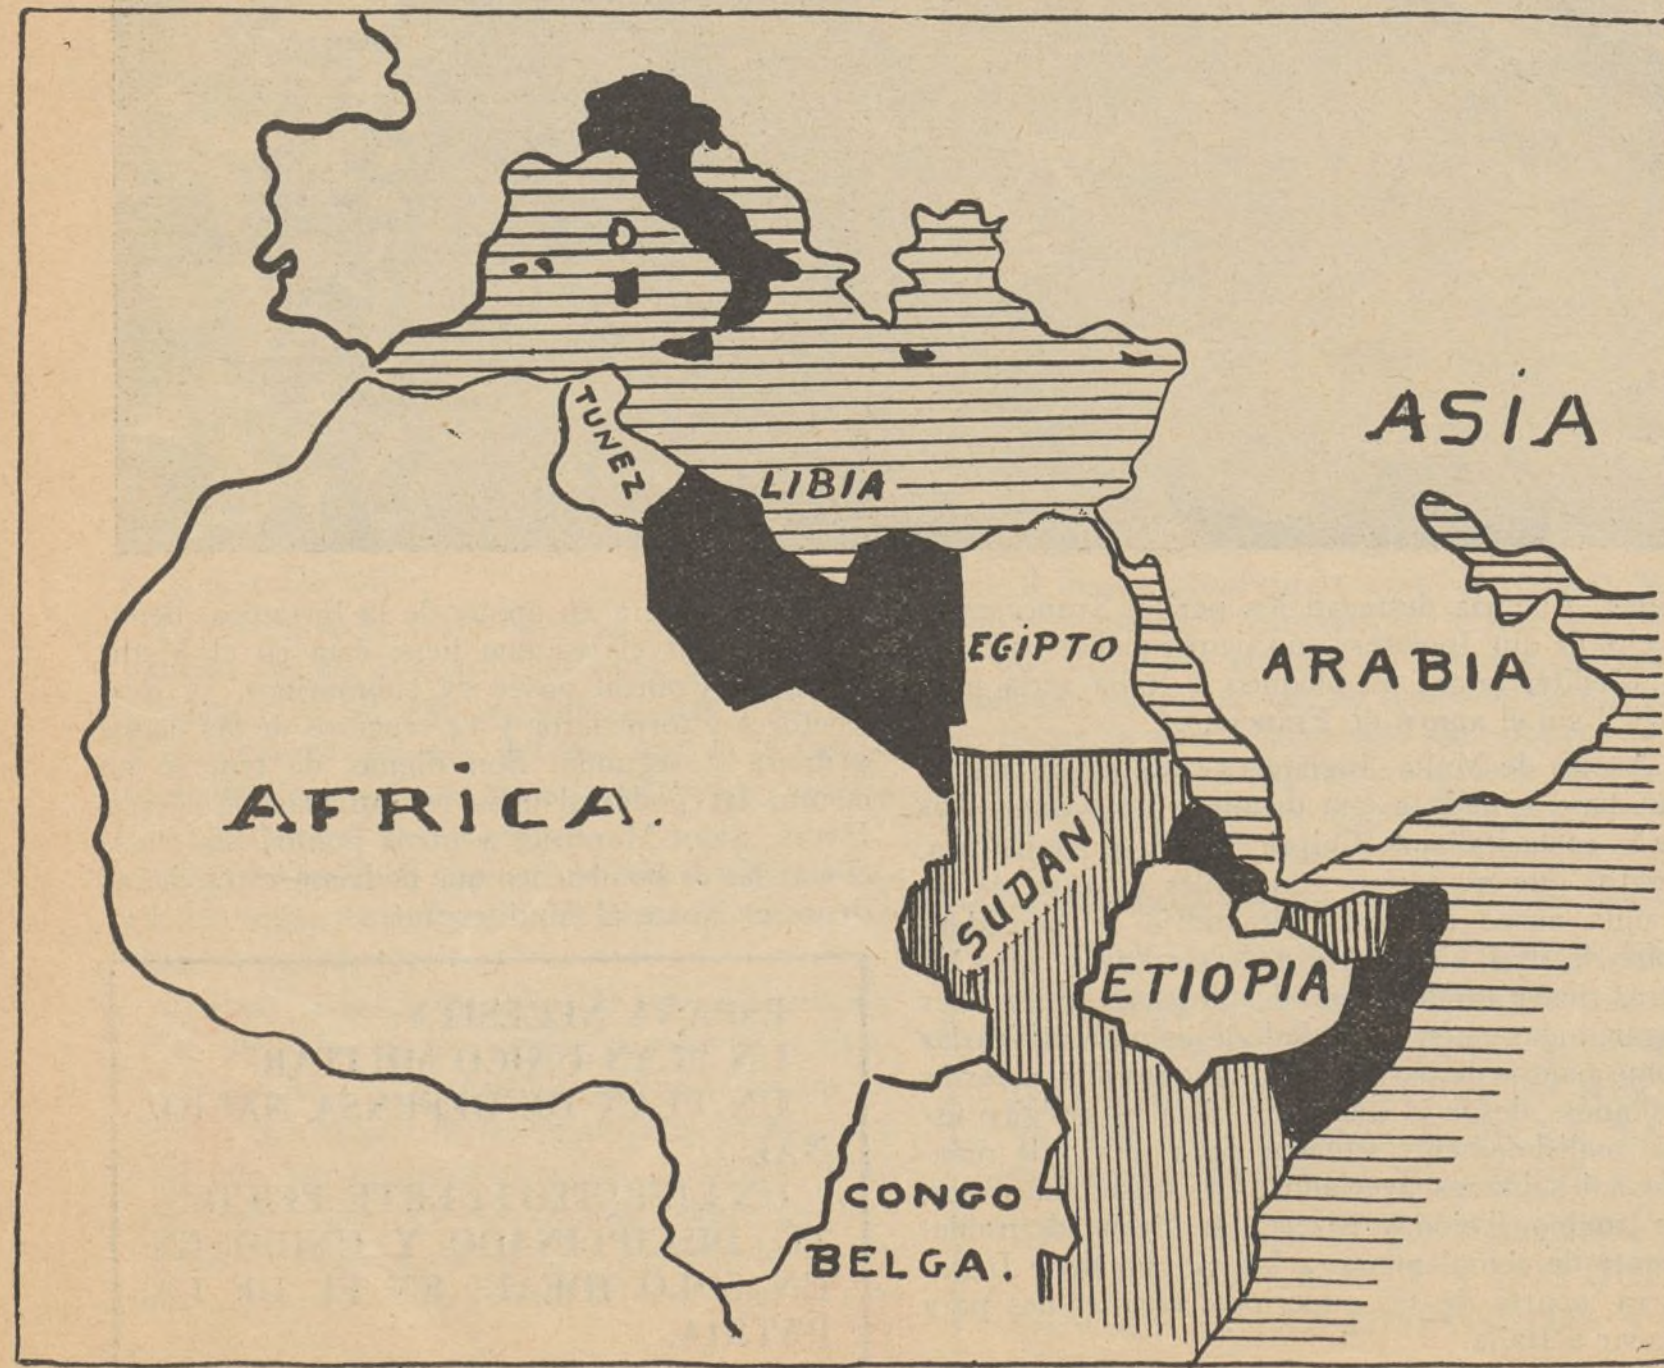 TUNEZ
LIBIA
ASIA
EGIPTO
ARABIA
AFRICA.
SUDAN
ETIOPIA
CONGO
BELGA.